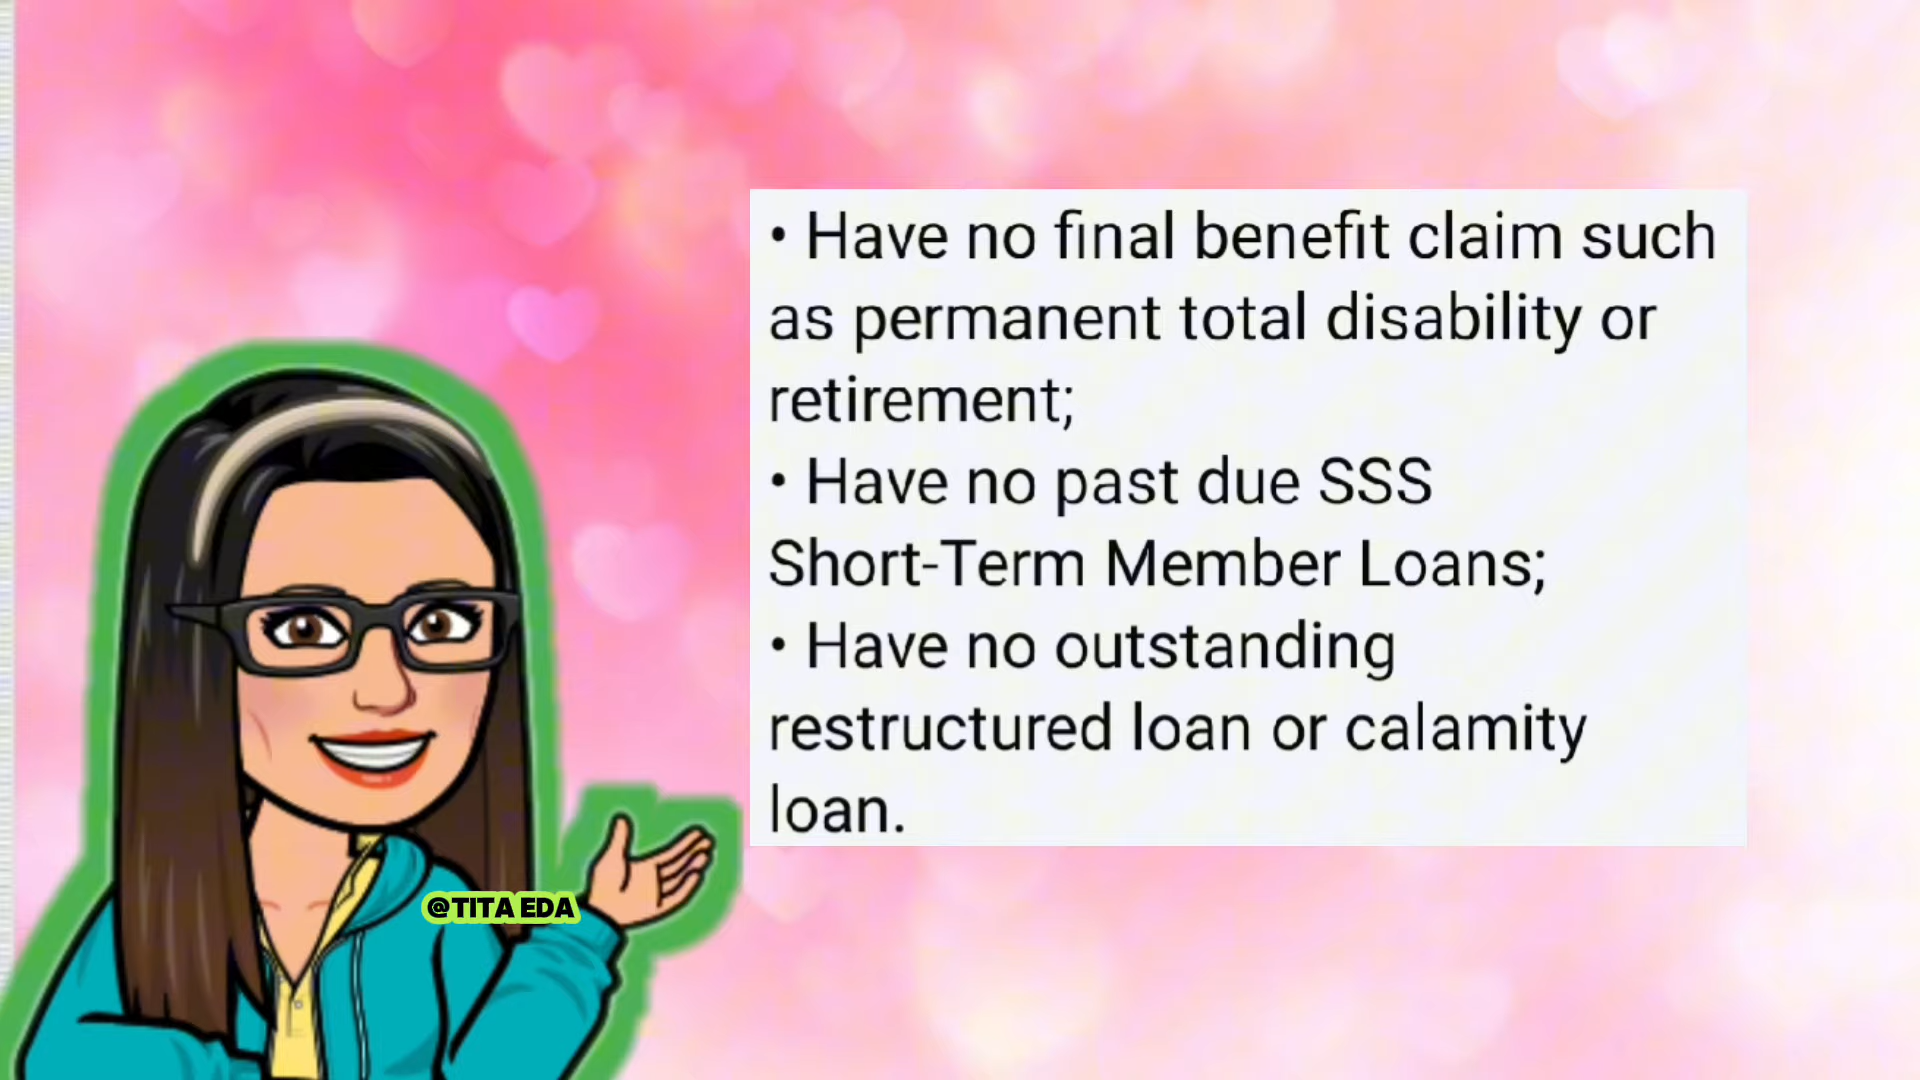 • Have no final benefit claim such
as permanent total disability or
retirement;
• Have no past due SSS
Short-Term Member Loans;
• Have no outstanding
restructured loan or calamity
loan.
@TITA EDA